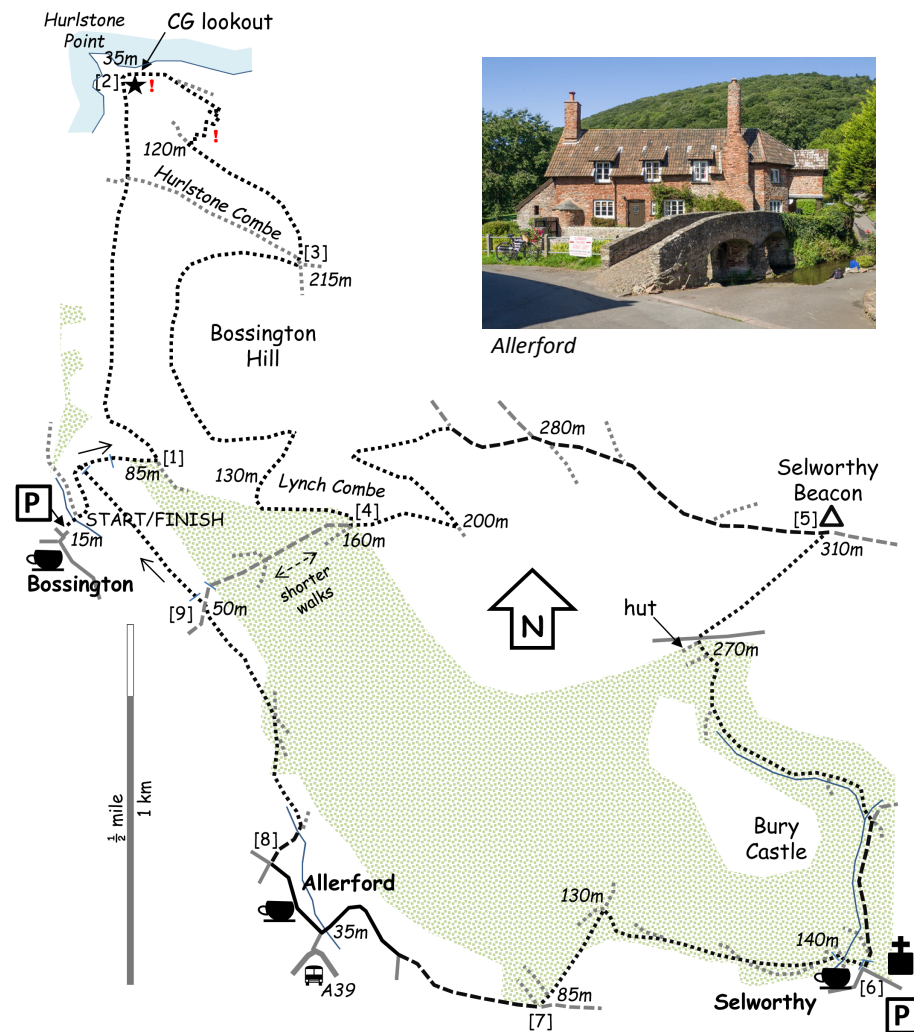 Hurlstone
Point
CG lookout
35m
[2]
!
!
120m
Hurlstone Combe
[3]
215m
Allerford
Bossington
Hill
280m
[1]
85m
130m
Lynch Combe
Selworthy
Beacon
[5]
P
START/FINISH
[4]
200m
15m
160m
310m
Bossington
shorter
walks
[9]
50m
N
hut
270m
½ mile
1 km
[8]
Bury
Castle
Allerford
130m
35m
140m
A39
85m
Selworthy
[6]
[7]
P